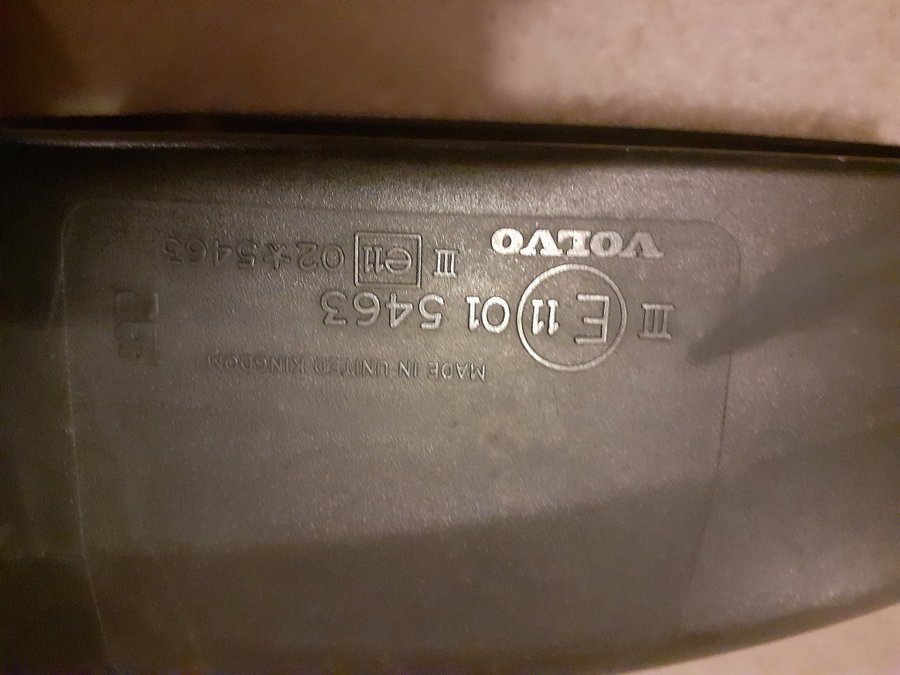 MADE IN UNITED KINGDOM
III E 11 01 5463
VOLVO III e11 02*5463